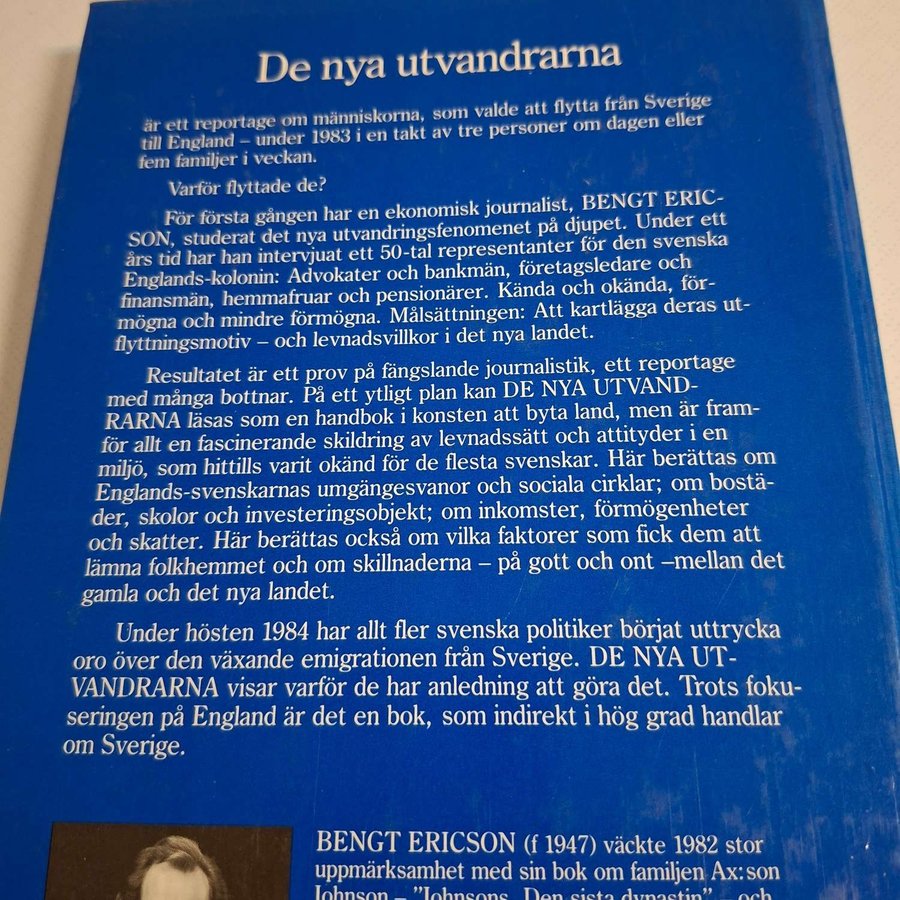 De nya utvandrarna
är ett reportage om människorna, som valde att flytta från Sverige
till England – under 1983 i en takt av tre personer om dagen eller
fem familjer i veckan.
Varför flyttade de?
För första gången har en ekonomisk journalist, BENGT ERIC-
SON, studerat det nya utvandringsfenomenet på djupet. Under ett
års tid har han intervjuat ett 50-tal representanter för den svenska
Englands-kolonin: Advokater och bankmän, företagsledare och
finansmän, hemmafruar och pensionärer. Kända och okända, för-
mögna och mindre förmögna. Målsättningen: Att kartlägga deras ut-
flyttningsmotiv – och levnadsvillkor i det nya landet.
Resultatet är ett prov på fängslande journalistik, ett reportage
med många bottnar. På ett ytligt plan kan DE NYA UTVAND-
RARNA läsas som en handbok i konsten att byta land, men är fram-
för allt en fascinerande skildring av levnadssätt och attityder i en
miljö, som hittills varit okänd för de flesta svenskar. Här berättas om
Englands-svenskarnas umgängesvanor och sociala cirklar; om bostä-
der, skolor och investeringsobjekt; om inkomster, förmögenheter
och skatter. Här berättas också om vilka faktorer som fick dem att
lämna folkhemmet och om skillnaderna – på gott och ont –mellan det
gamla och det nya landet.
Under hösten 1984 har allt fler svenska politiker börjat uttrycka
oro över den växande emigrationen från Sverige. DE NYA UT-
VANDRARNA visar varför de har anledning att göra det. Trots foku-
seringen på England är det en bok, som indirekt i hög grad handlar
om Sverige.
BENGT ERICSON (f 1947) väckte 1982 stor
uppmärksamhet med sin bok om familjen Ax:son
Johnson – "Johnsons. Den sista dynastin" – och